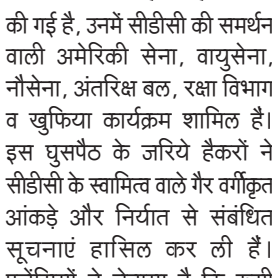 की गई है, उनमें सीडीसी की समर्थन
वाली अमेरिकी सेना, वायुसेना,
नौसेना, अंतरिक्ष बल, रक्षा विभाग
व खुफिया कार्यक्रम शामिल हैं।
इस घुसपैठ के जरिये हैकरों ने
सीडीसी के स्वामित्व वाले गैर वर्गीकृत
आंकड़े और निर्यात से संबंधित
सूचनाएं हासिल कर ली हैं।